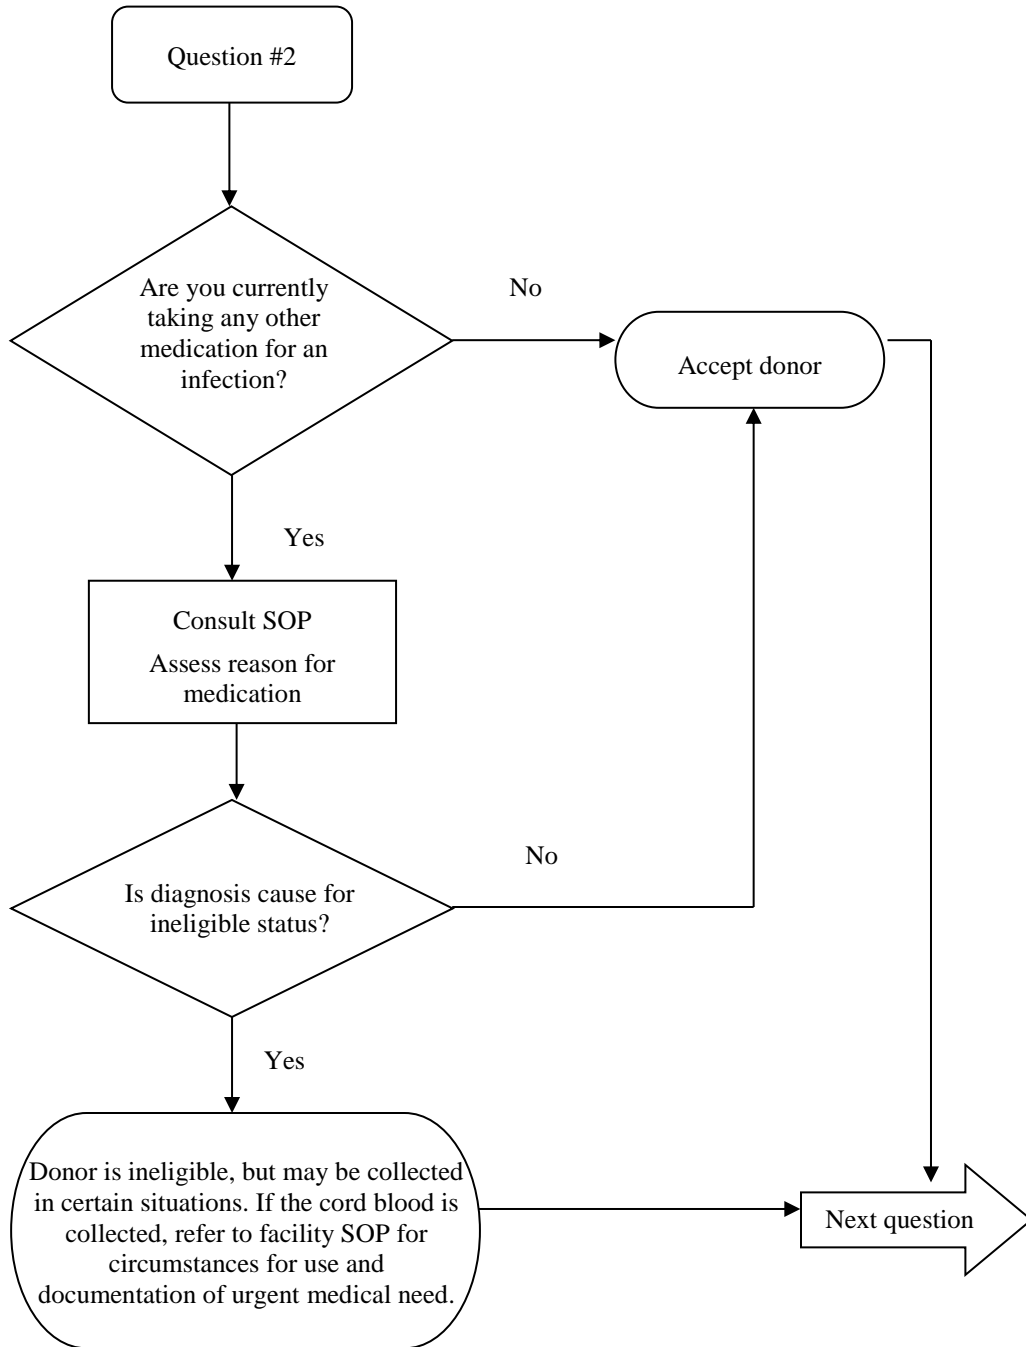 Question #2
Are you currently
taking any other
medication for an
infection?
No
Accept donor
Yes
Consult SOP
Assess reason for
medication
Is diagnosis cause for
ineligible status?
No
Yes
Donor is ineligible, but may be collected
in certain situations. If the cord blood is
collected, refer to facility SOP for
circumstances for use and
documentation of urgent medical need.
Next question